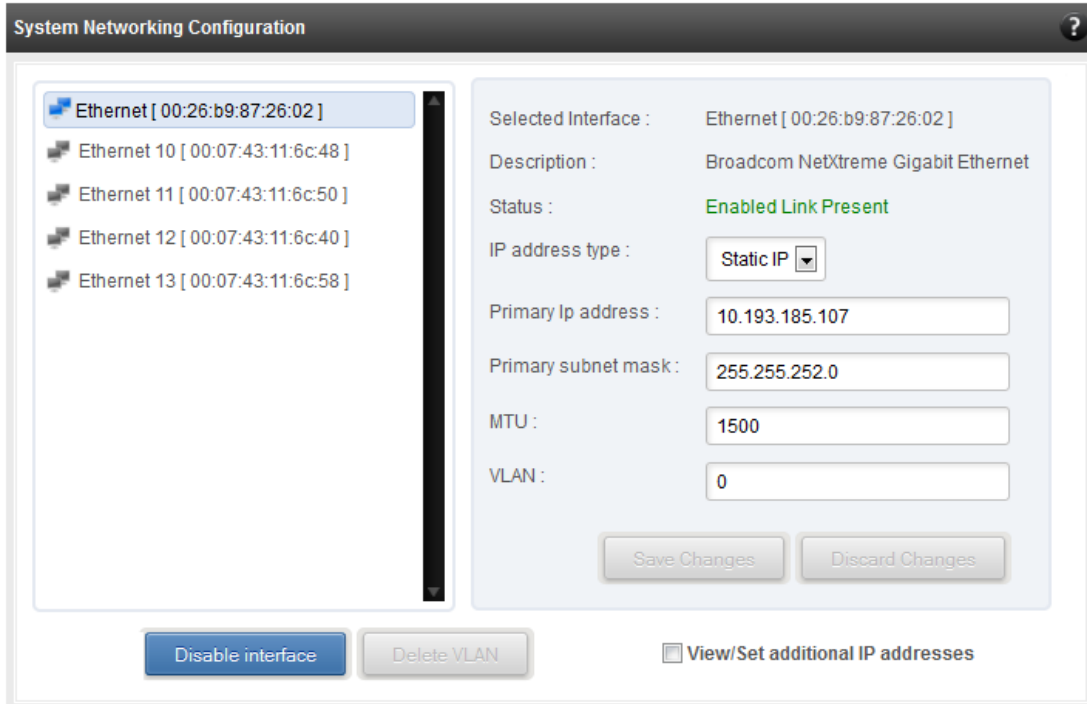 System Networking Configuration
?
Ethernet [ 00:26:b9:87:26:02 ]
Ethernet 10 [ 00:07:43:11:6c:48 ]
Ethernet 11 [ 00:07:43:11:6c:50 ]
Ethernet 12 [ 00:07:43:11:6c:40 ]
Ethernet 13 [ 00:07:43:11:6c:58 ]
Selected Interface : Ethernet [ 00:26:b9:87:26:02 ]
Description : Broadcom NetXtreme Gigabit Ethernet
Status : Enabled Link Present
IP address type : Static IP
Primary Ip address : 10.193.185.107
Primary subnet mask : 255.255.252.0
MTU : 1500
VLAN : 0
Save Changes Discard Changes
Disable interface Delete VLAN View/Set additional IP addresses